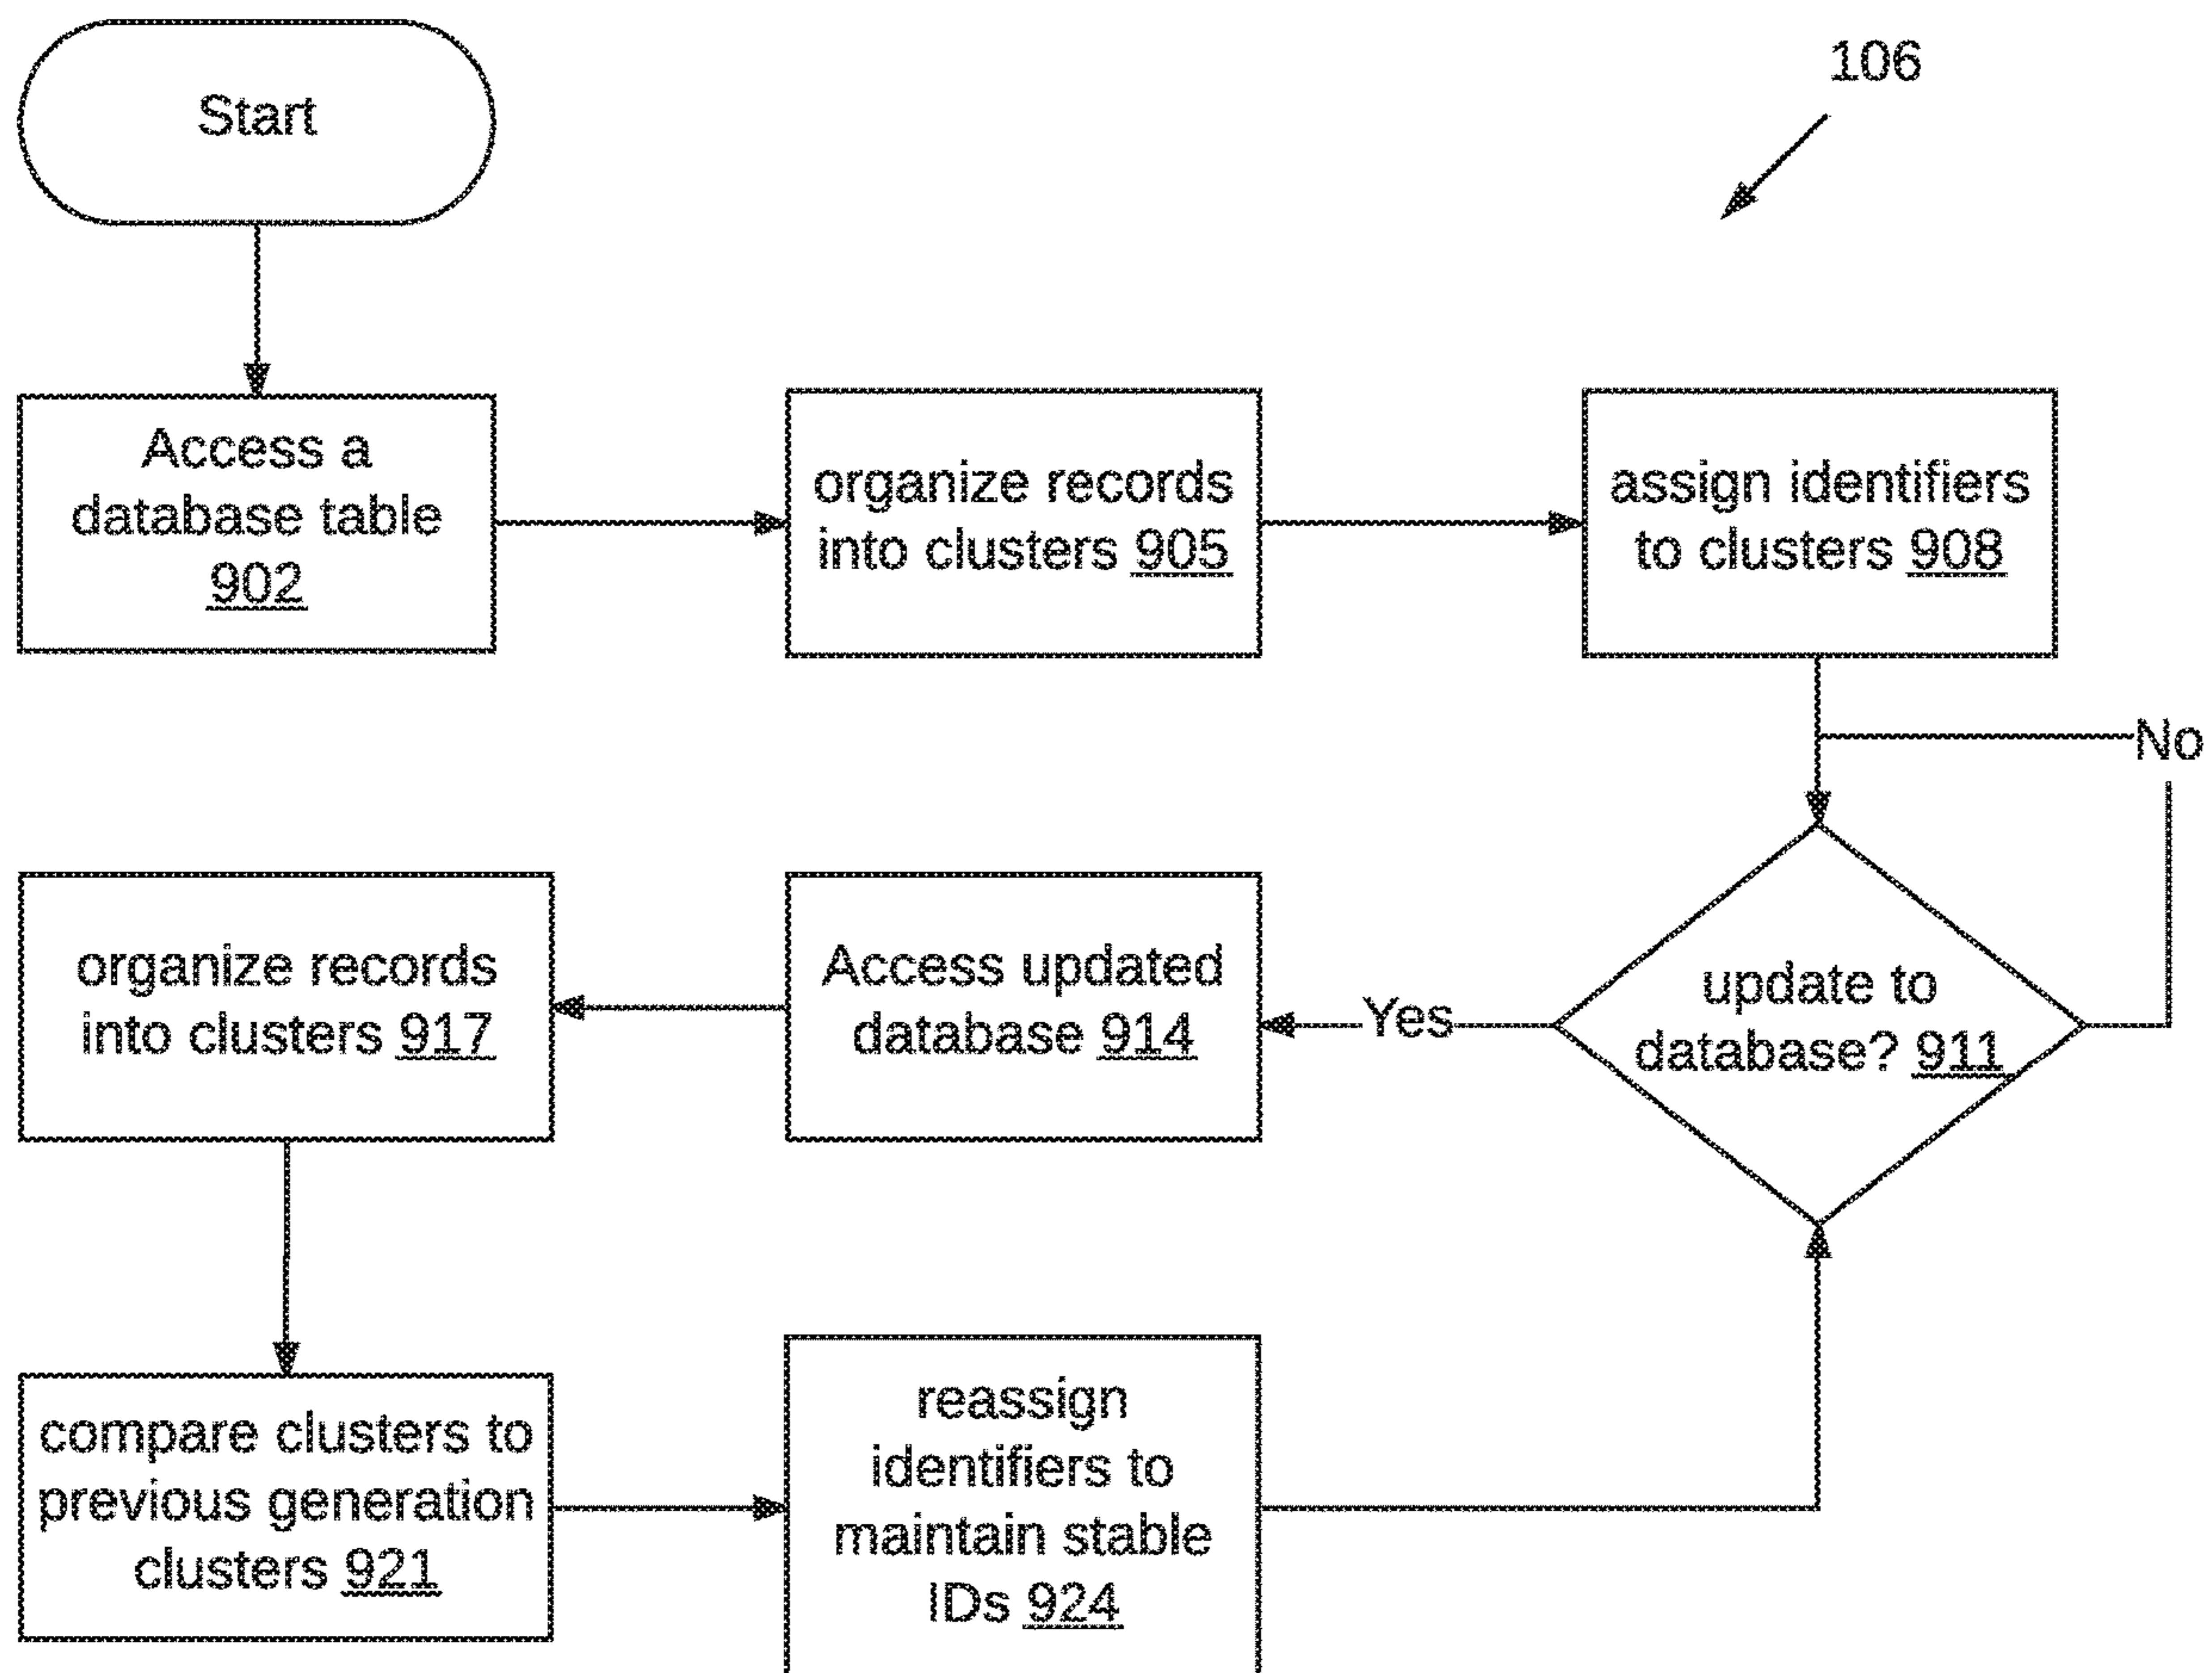 Start
106
Access a
database table
902
organize records
into clusters 905
assign identifiers
to clusters 908
No
update to
database? 911
Yes
Access updated
database 914
organize records
into clusters 917
compare clusters to
previous generation
clusters 921
reassign
identifiers to
maintain stable
IDs 924